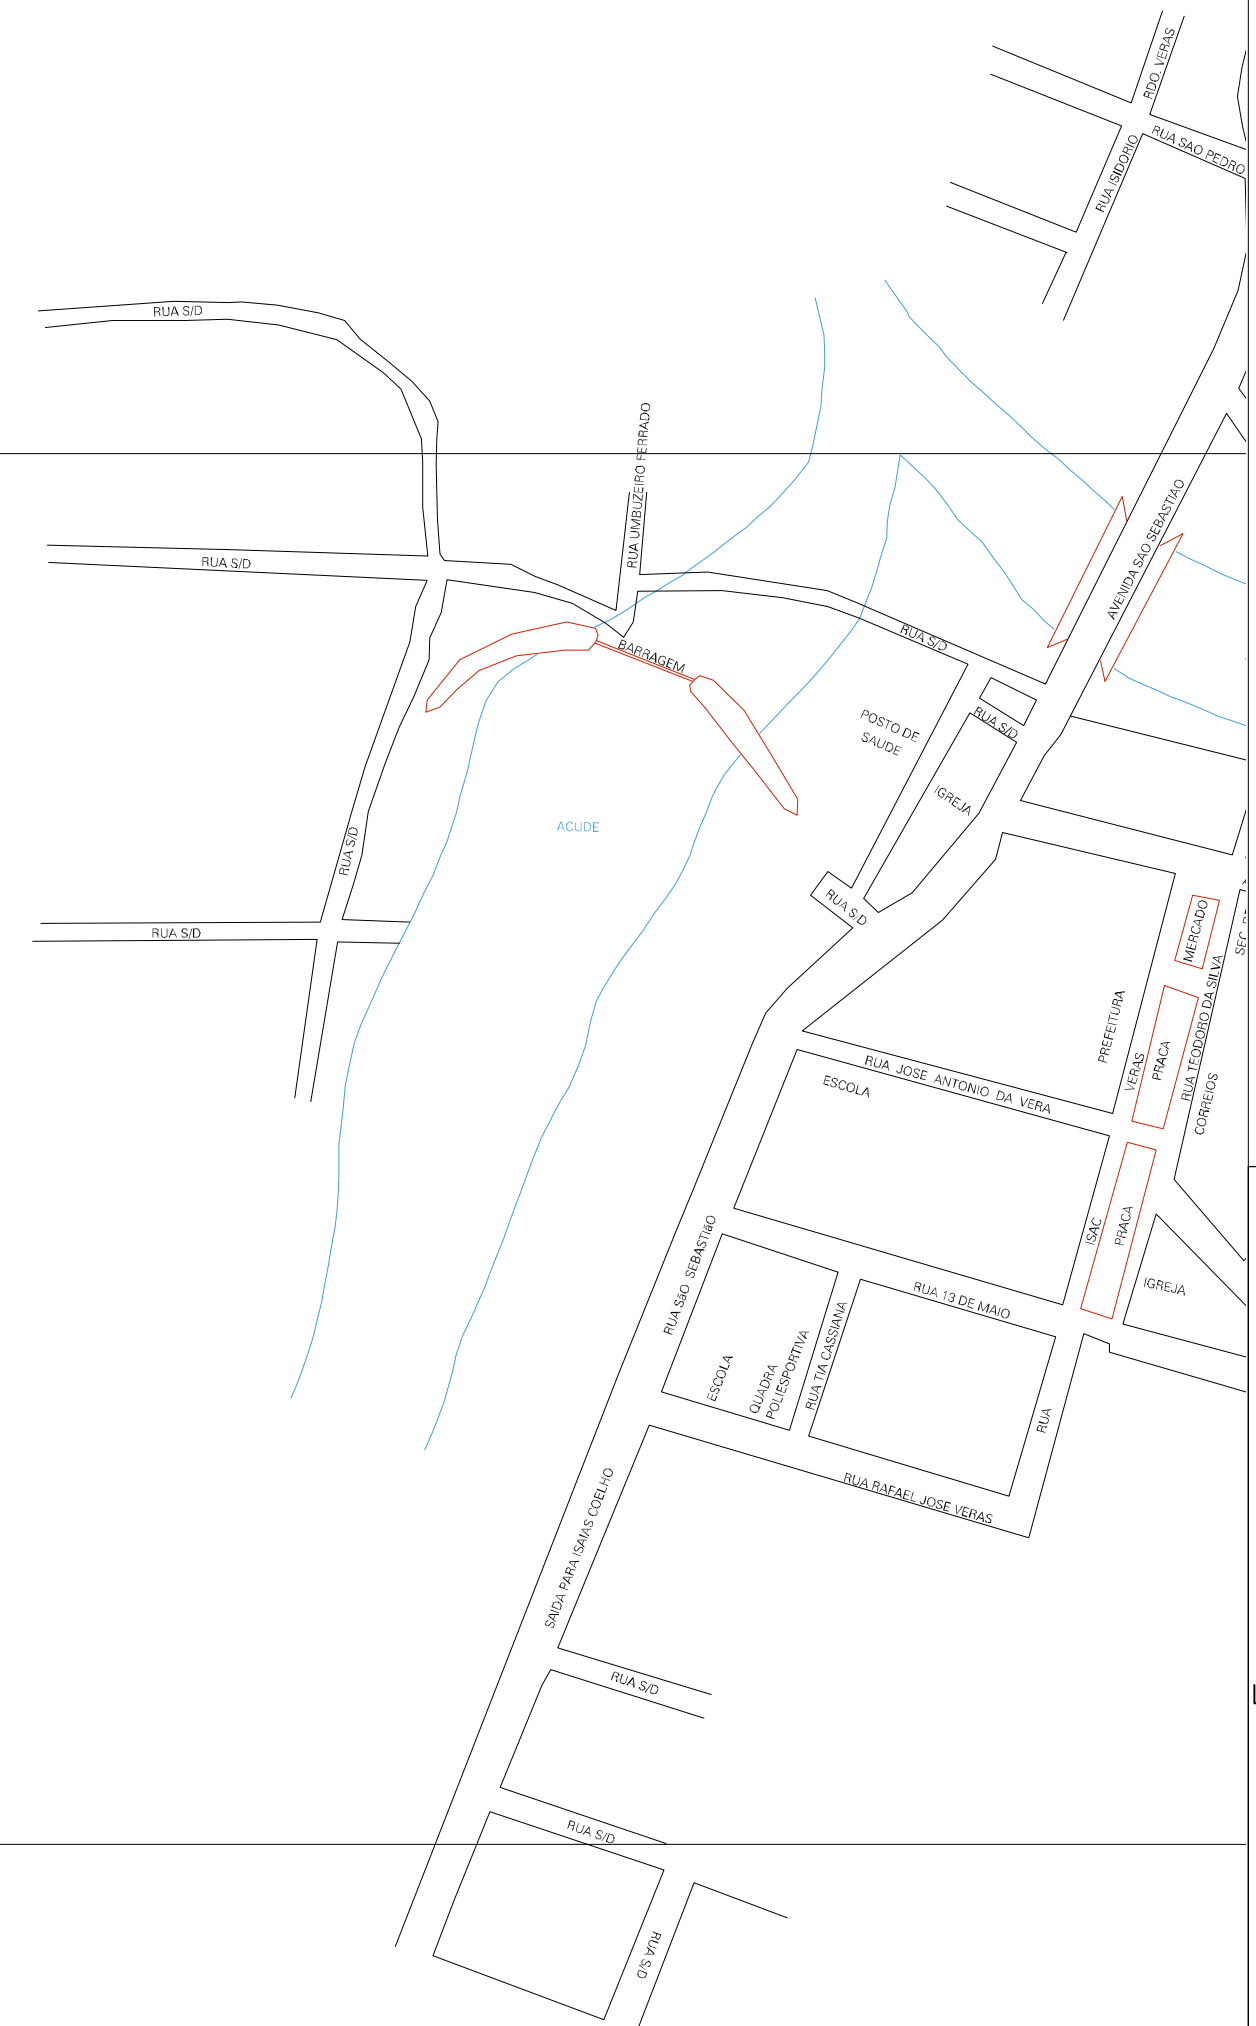 RDO. VERAS
RUA SAO PEDRO
RUA ISIDORIO
RUA S/D
RUA UMBUZEIRO FERRADO
AVENIDA SAO SEBASTIAO
RUA S/D
RUA S/D
BARRAGEM
POSTO DE
SAUDE
RUA S/D
IGREJA
ACUDE
RUA S/D
RUA S/D
RUA S/D
MERCADO
SEC.
PREFEITURA
VERAS
PRACA
RUA TEODORO DA SILVA
CORREIOS
RUA JOSE ANTONIO DA VERA
ESCOLA
ISAC
PRACA
IGREJA
RUA SãO SEBASTIãO
RUA 13 DE MAIO
RUA TIA CASSIANA
ESCOLA
QUADRA
POLIESPORTIVA
RUA
RUA RAFAEL JOSE VERAS
SAIDA PARA ISAIAS COELHO
RUA S/D
RUA S/D
RUA S/D